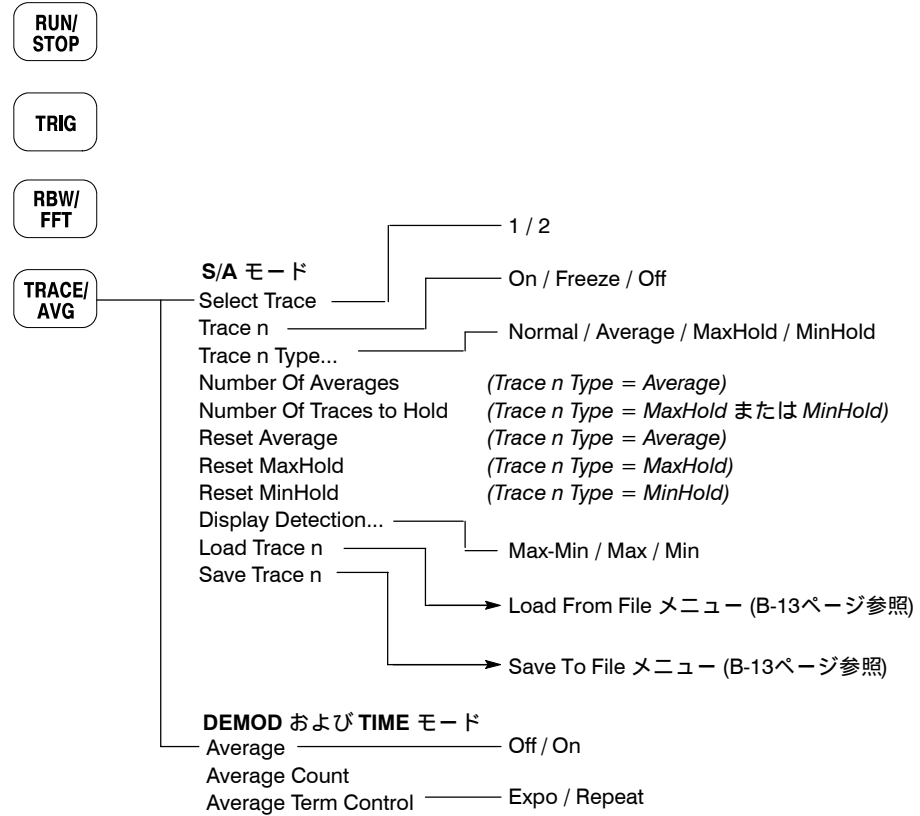 RUN/
STOP
TRIG
RBW/
FFT
TRACE/
AVG
S/A モード
Select Trace
1 / 2
Trace n
On / Freeze / Off
Trace n Type...
Normal / Average / MaxHold / MinHold
Number Of Averages (Trace n Type = Average)
Number Of Traces to Hold (Trace n Type = MaxHold または MinHold)
Reset Average (Trace n Type = Average)
Reset MaxHold (Trace n Type = MaxHold)
Reset MinHold (Trace n Type = MinHold)
Display Detection...
Max-Min / Max / Min
Load Trace n
Load From File メニュー (B-13ページ参照)
Save Trace n
Save To File メニュー (B-13ページ参照)
DEMOD および TIME モード
Average Off / On
Average Count
Average Term Control Expo / Repeat